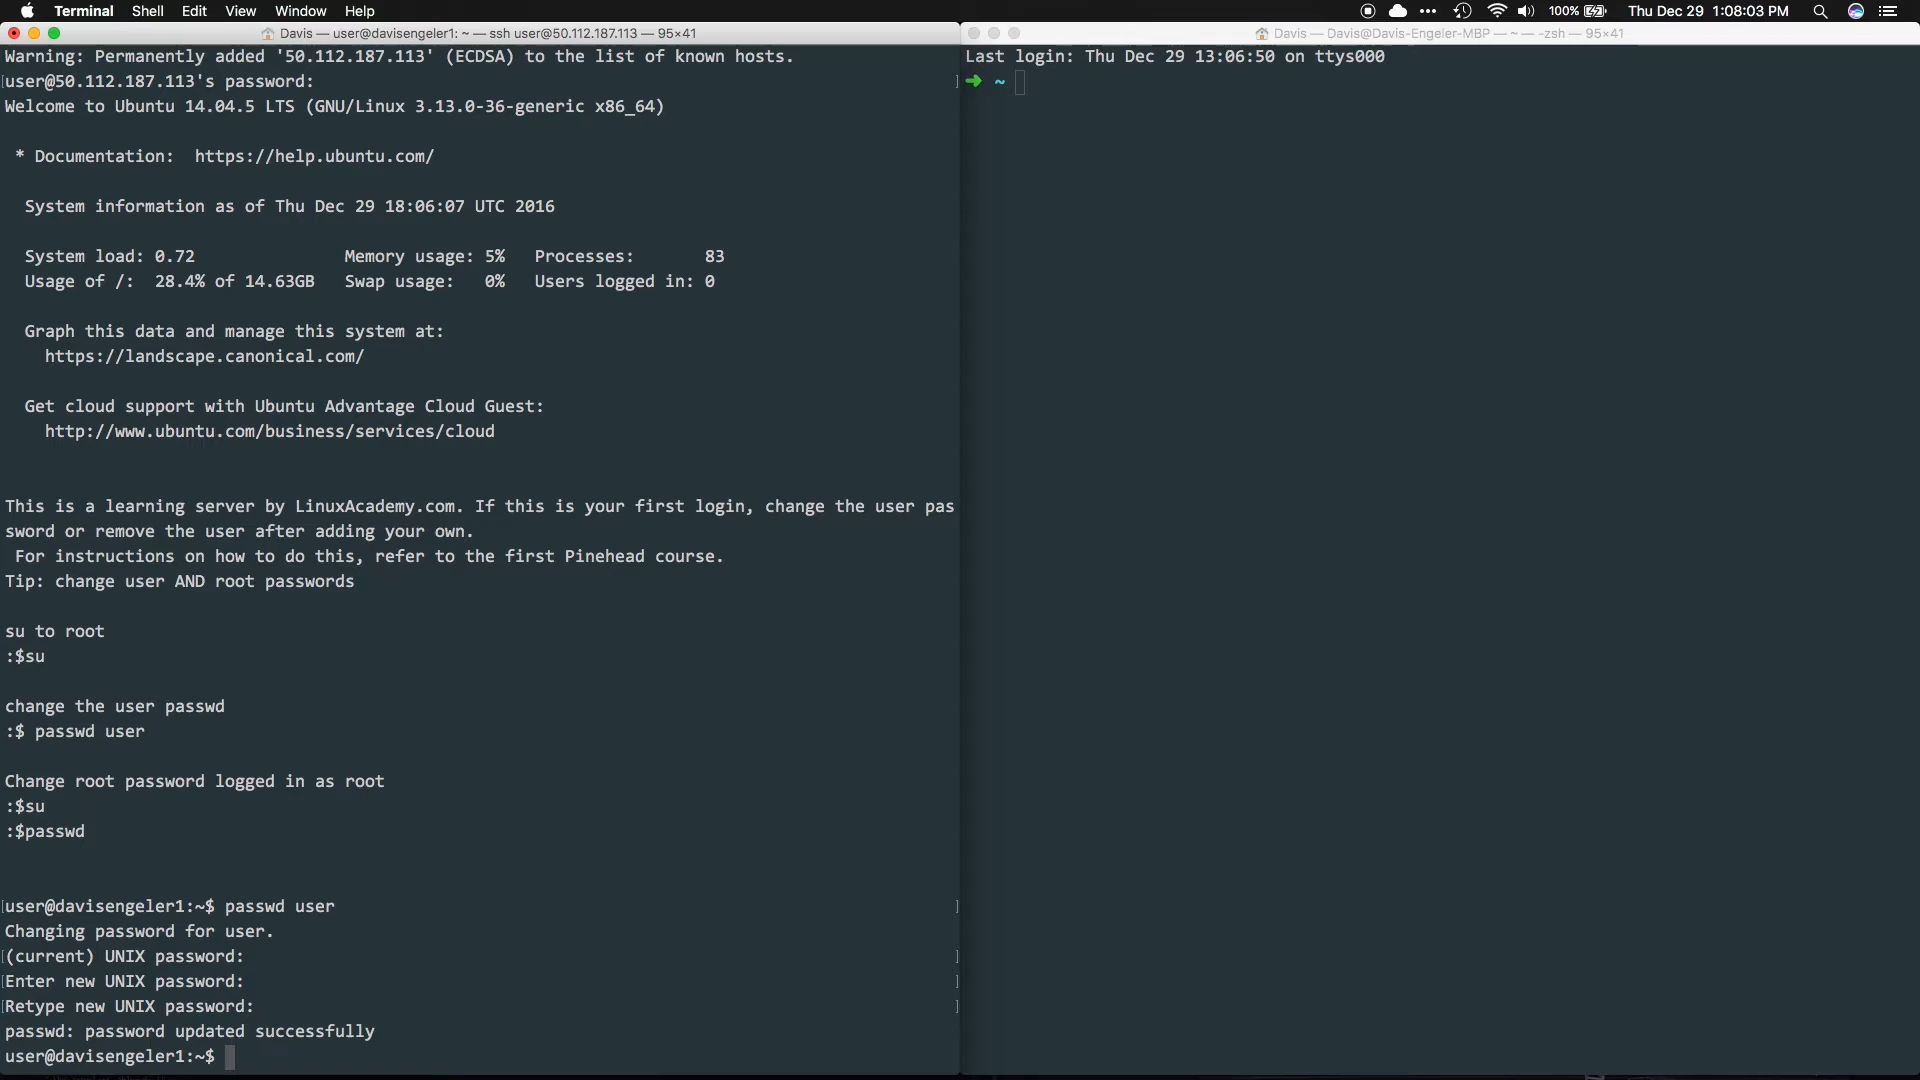 Terminal Shell Edit View Window Help 100% Thu Dec 29 1:08:03 PM
Davis — user@davisengeler1: ~ — ssh user@50.112.187.113 — 95×41
Warning: Permanently added '50.112.187.113' (ECDSA) to the list of known hosts.
user@50.112.187.113's password:
Welcome to Ubuntu 14.04.5 LTS (GNU/Linux 3.13.0-36-generic x86_64)
* Documentation: https://help.ubuntu.com/
System information as of Thu Dec 29 18:06:07 UTC 2016
System load: 0.72 Memory usage: 5% Processes: 83
Usage of /: 28.4% of 14.63GB Swap usage: 0% Users logged in: 0
Graph this data and manage this system at:
https://landscape.canonical.com/
Get cloud support with Ubuntu Advantage Cloud Guest:
http://www.ubuntu.com/business/services/cloud
This is a learning server by LinuxAcademy.com. If this is your first login, change the user pas
sword or remove the user after adding your own.
For instructions on how to do this, refer to the first Pinehead course.
Tip: change user AND root passwords
su to root
:$su
change the user passwd
:$ passwd user
Change root password logged in as root
:$su
:$passwd
user@davisengeler1:~$ passwd user
Changing password for user.
(current) UNIX password:
Enter new UNIX password:
Retype new UNIX password:
passwd: password updated successfully
user@davisengeler1:~$
Davis — Davis@Davis-Engeler-MBP — ~ — -zsh — 95×41
Last login: Thu Dec 29 13:06:50 on ttys000
➜ ~